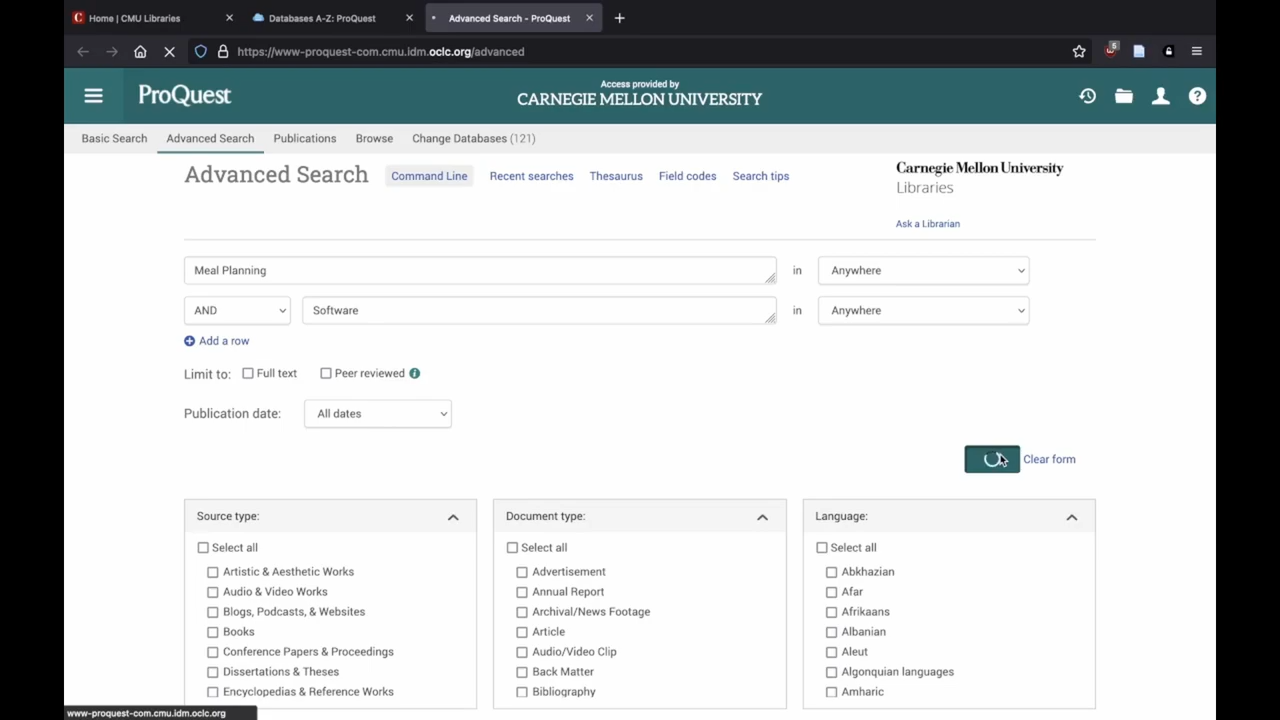 Home | CMU Libraries
Databases A-Z: ProQuest
Advanced Search - ProQuest
https://www-proquest-com.cmu.idm.oclc.org/advanced
6
ProQuest
Access provided by
CARNEGIE MELLON UNIVERSITY
Basic Search Advanced Search Publications Browse Change Databases (121)
Advanced Search Command Line Recent searches Thesaurus Field codes Search tips
Carnegie Mellon University
Libraries
Ask a Librarian
Meal Planning in Anywhere
AND Software in Anywhere
Add a row
Limit to: Full text Peer reviewed
Publication date: All dates
Clear form
Source type: Document type: Language:
Select all Select all Select all
Artistic & Aesthetic Works Advertisement Abkhazian
Audio & Video Works Annual Report Afar
Blogs, Podcasts, & Websites Archival/News Footage Afrikaans
Books Article Albanian
Conference Papers & Proceedings Audio/Video Clip Aleut
Dissertations & Theses Back Matter Algonquian languages
Encyclopedias & Reference Works Bibliography Amharic
www-proquest-com.cmu.idm.oclc.org